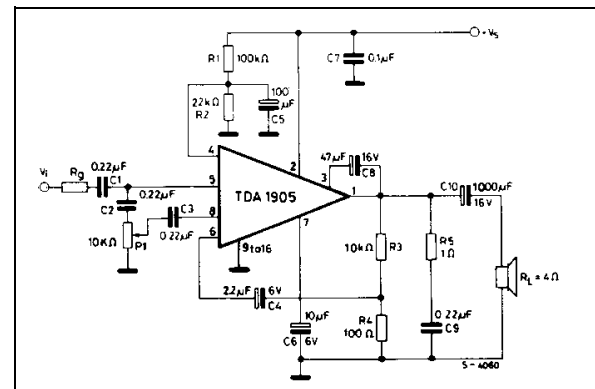 +Vs
R1
100kΩ
C7
0.1µF
22kΩ
R2
100
µF
C5
4
2
47µF
16V
3
C8
Vi
Rg
0.22µF
C1
5
TDA 1905
1
C10
1000µF
16V
0.22µF
C2
C3
8
7
10KΩ
P1
0.22µF
6
9to16
10kΩ
R3
R5
1Ω
RL = 4Ω
2.2µF
6V
C4
10µF
C6
6V
R4
100Ω
0.22µF
C9
S-4060